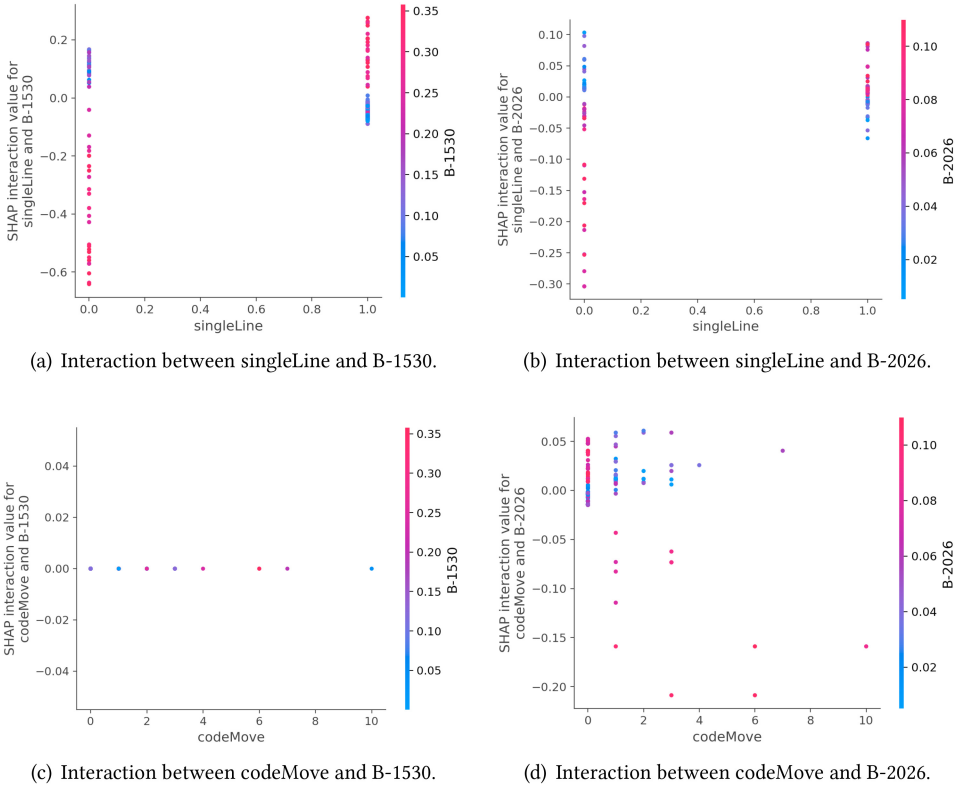 0.2
0.0
−0.2
−0.4
−0.6
SHAP interaction value for
singleLine and B-1530
0.0 0.2 0.4 0.6 0.8 1.0
singleLine
0.35
0.30
0.25
0.20
0.15
0.10
0.05
B-1530
(a) Interaction between singleLine and B-1530.
0.10
0.05
0.00
−0.05
−0.10
−0.15
−0.20
−0.25
−0.30
SHAP interaction value for
singleLine and B-2026
0.0 0.2 0.4 0.6 0.8 1.0
singleLine
0.10
0.08
0.06
0.04
0.02
B-2026
(b) Interaction between singleLine and B-2026.
0.04
0.02
0.00
−0.02
−0.04
SHAP interaction value for
codeMove and B-1530
0 2 4 6 8 10
codeMove
0.35
0.30
0.25
0.20
0.15
0.10
0.05
B-1530
(c) Interaction between codeMove and B-1530.
0.05
0.00
−0.05
−0.10
−0.15
−0.20
SHAP interaction value for
codeMove and B-2026
0 2 4 6 8 10
codeMove
0.10
0.08
0.06
0.04
0.02
B-2026
(d) Interaction between codeMove and B-2026.